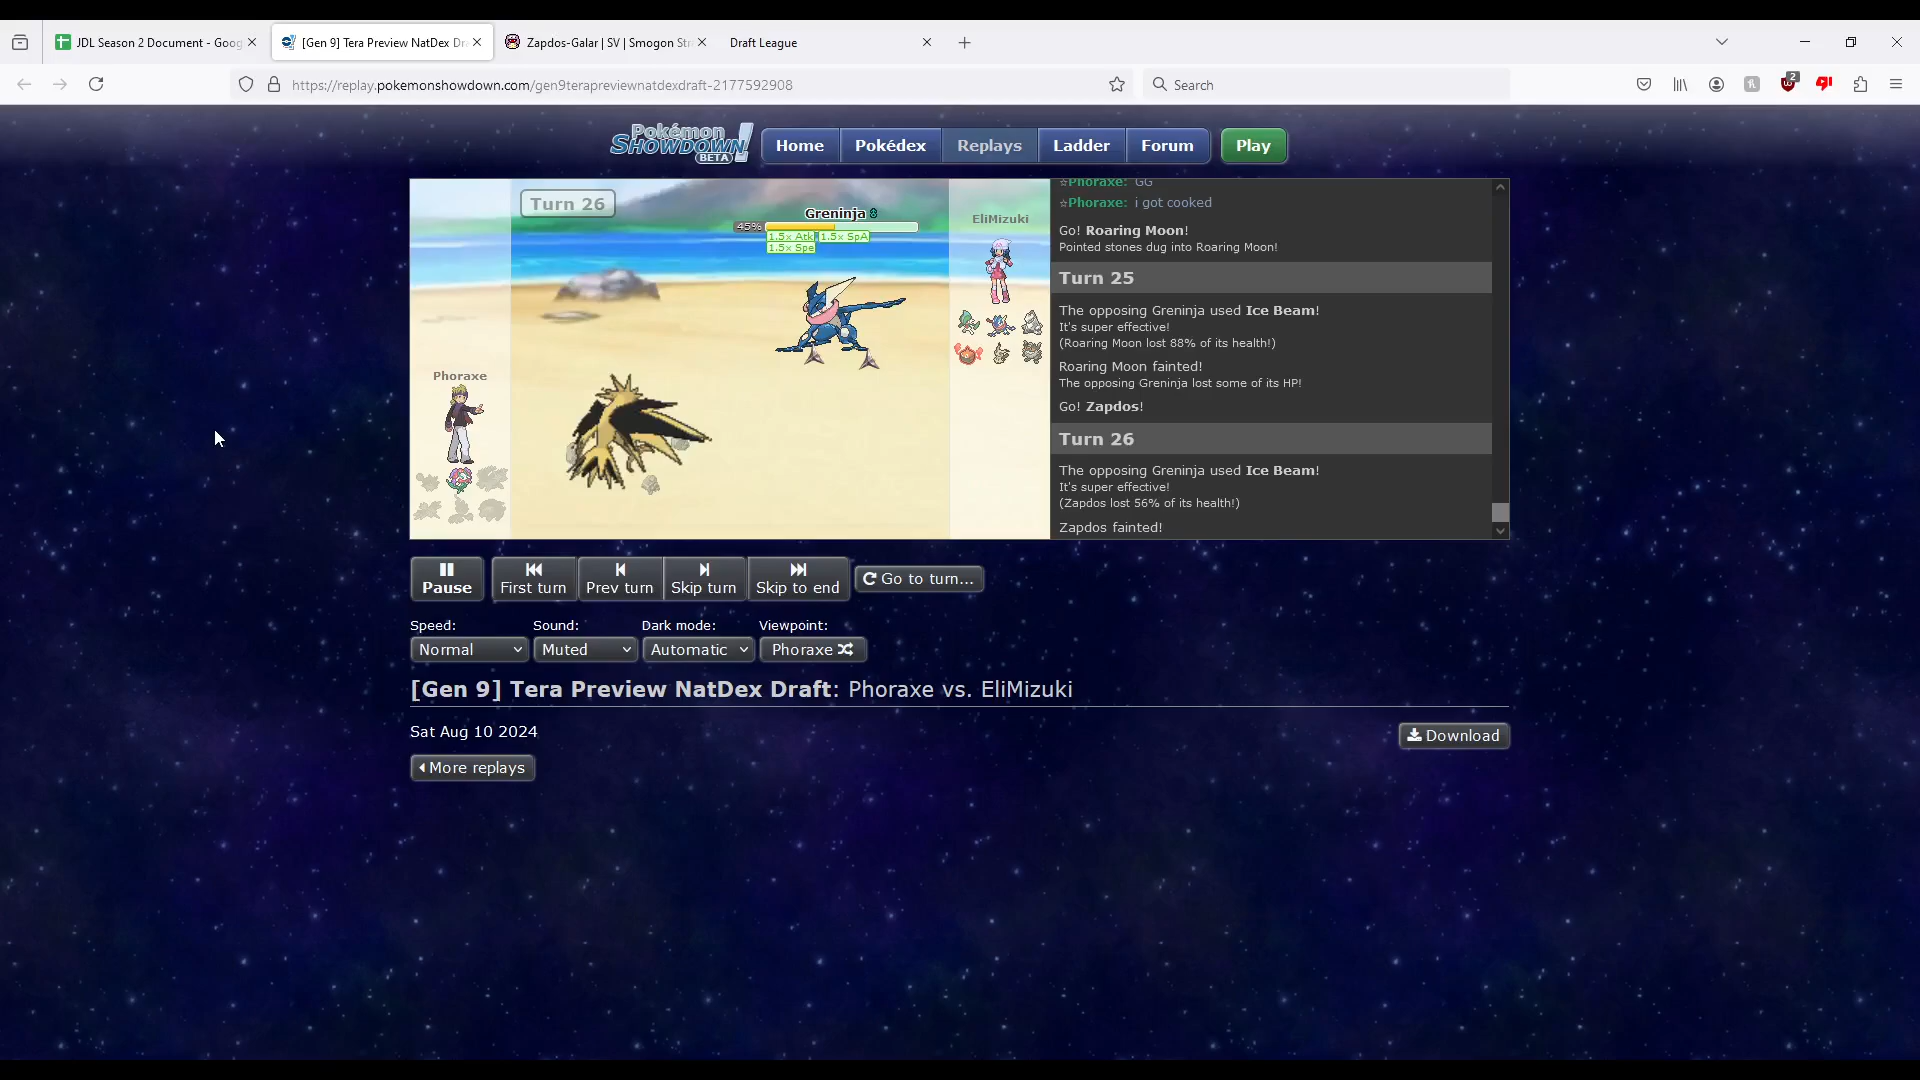 JDL Season 2 Document - Goog
[Gen 9] Tera Preview NatDex Dr
Zapdos-Galar | SV | Smogon Str
Draft League
https://replay.pokemonshowdown.com/gen9terapreviewnatdexdraft-2177592908
Search
2
Pokémon
SHOWDOWN!
BETA
Home
Pokédex
Replays
Ladder
Forum
Play
Turn 26
Greninja
45%
1.5x Atk
1.5x SpA
1.5x Spe
EliMizuki
Phoraxe
☆Phoraxe: GG
☆Phoraxe: i got cooked
Go! Roaring Moon!
Pointed stones dug into Roaring Moon!
Turn 25
The opposing Greninja used Ice Beam!
It's super effective!
(Roaring Moon lost 88% of its health!)
Roaring Moon fainted!
The opposing Greninja lost some of its HP!
Go! Zapdos!
Turn 26
The opposing Greninja used Ice Beam!
It's super effective!
(Zapdos lost 56% of its health!)
Zapdos fainted!
Pause
First turn
Prev turn
Skip turn
Skip to end
Go to turn...
Speed:
Sound:
Dark mode:
Viewpoint:
Normal
Muted
Automatic
Phoraxe
[Gen 9] Tera Preview NatDex Draft: Phoraxe vs. EliMizuki
Sat Aug 10 2024
Download
More replays